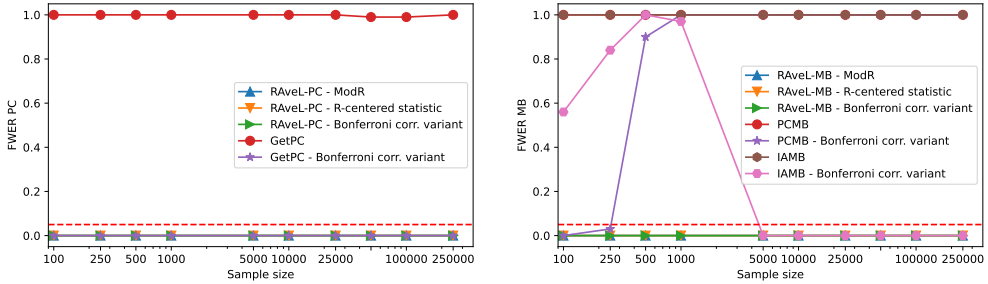 FWER PC
1.0
0.8
0.6
0.4
0.2
0.0
RAveL-PC - ModR
RAveL-PC - R-centered statistic
RAveL-PC - Bonferroni corr. variant
GetPC
GetPC - Bonferroni corr. variant
100 250 500 1000 5000 10000 25000 100000 250000
Sample size
FWER MB
1.0
0.8
0.6
0.4
0.2
0.0
RAveL-MB - ModR
RAveL-MB - R-centered statistic
RAveL-MB - Bonferroni corr. variant
PCMB
PCMB - Bonferroni corr. variant
IAMB
IAMB - Bonferroni corr. variant
100 250 500 1000 5000 10000 25000 100000 250000
Sample size